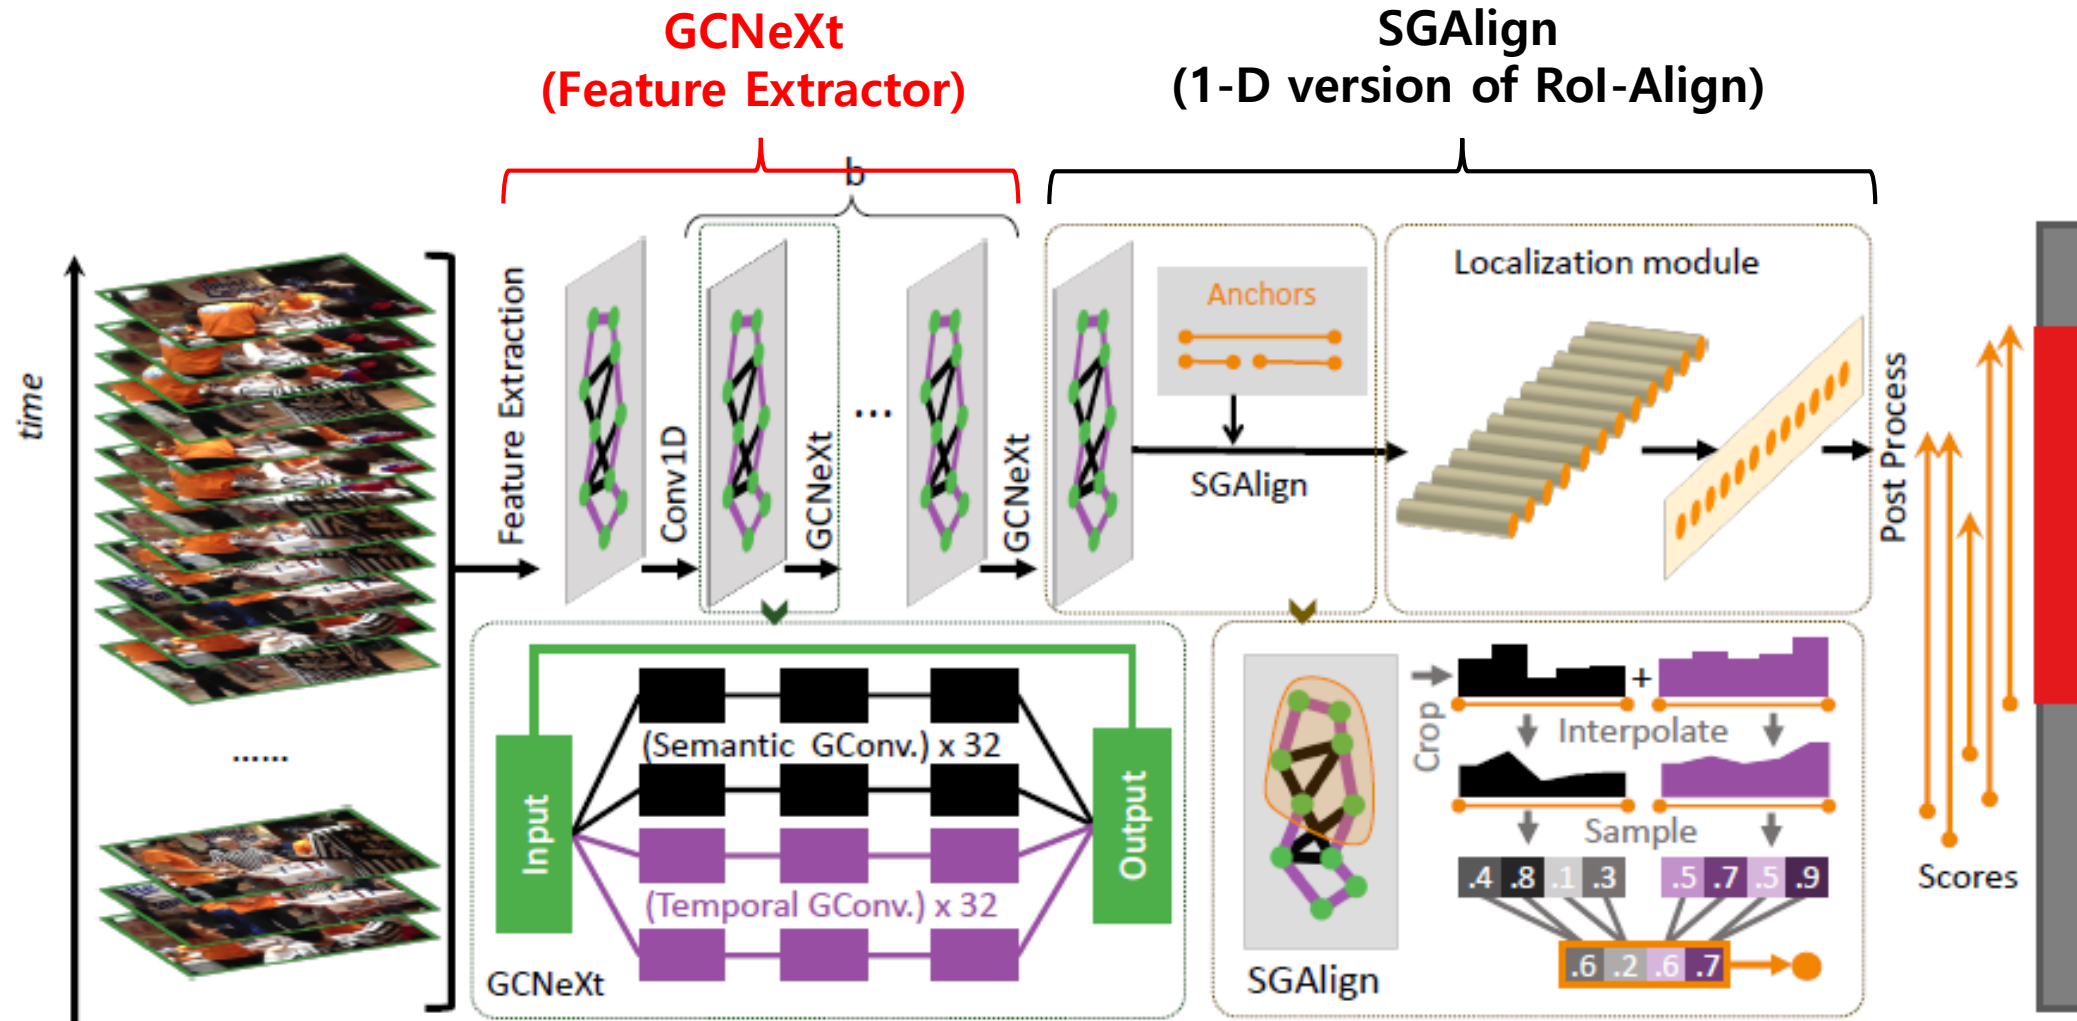 GCNeXt
(Feature Extractor)
SGAlign
(1-D version of RoI-Align)
b
time
Feature Extraction
Conv1D
GCNeXt
...
GCNeXt
Anchors
SGAlign
Localization module
Post Process
Scores
......
Input
(Semantic GConv.) x 32
(Temporal GConv.) x 32
Output
GCNeXt
SGAlign
Crop
+
Interpolate
Sample
.4 .8 .1 .3 .5 .7 .5 .9
.6 .2 .6 .7